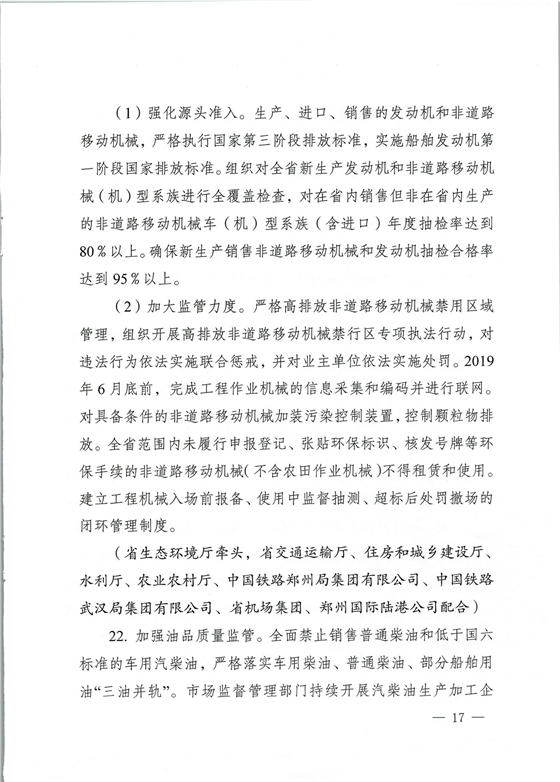 （1）强化源头准入。生产、进口、销售的发动机和非道路
移动机械，严格执行国家第三阶段排放标准，实施船舶发动机第
一阶段国家排放标准。组织对全省新生产发动机和非道路移动机
械（机）型系族进行全覆盖检查，对在省内销售但非在省内生产
的非道路移动机械车（机）型系族（含进口）年度抽检率达到
80%以上。确保新生产销售非道路移动机械和发动机抽检合格率
达到95%以上。
（2）加大监管力度。严格高排放非道路移动机械禁用区域
管理，组织开展高排放非道路移动机械禁行区专项执法行动，对
违法行为依法实施联合惩戒，并对业主单位依法实施处罚。2019
年6月底前，完成工程作业机械的信息采集和编码并进行联网。
对具备条件的非道路移动机械加装污染控制装置，控制颗粒物排
放。全省范围内未履行申报登记、张贴环保标识、核发号牌等环
保手续的非道路移动机械（不含农田作业机械）不得租赁和使用。
建立工程机械入场前报备、使用中监督抽测、超标后处罚撤场的
闭环管理制度。
（省生态环境厅牵头，省交通运输厅、住房和城乡建设厅、
水利厅、农业农村厅、中国铁路郑州局集团有限公司、中国铁路
武汉局集团有限公司、省机场集团、郑州国际陆港公司配合）
22. 加强油品质量监管。全面禁止销售普通柴油和低于国六
标准的车用汽柴油，严格落实车用柴油、普通柴油、部分船舶用
油“三油并轨”。市场监督管理部门持续开展汽柴油生产加工企
— 17 —